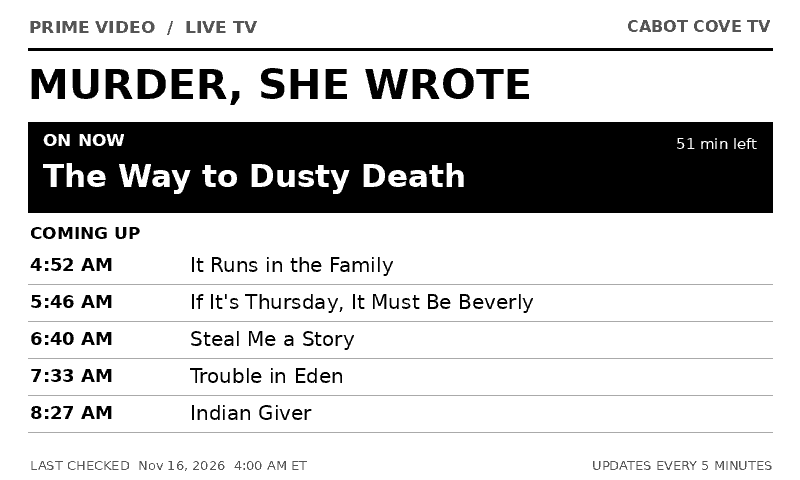 PRIME VIDEO / LIVE TV
CABOT COVE TV
MURDER, SHE WROTE
ON NOW
51 min left
The Way to Dusty Death
COMING UP
4:52 AM It Runs in the Family
5:46 AM If It's Thursday, It Must Be Beverly
6:40 AM Steal Me a Story
7:33 AM Trouble in Eden
8:27 AM Indian Giver
LAST CHECKED Nov 16, 2026 4:00 AM ET
UPDATES EVERY 5 MINUTES